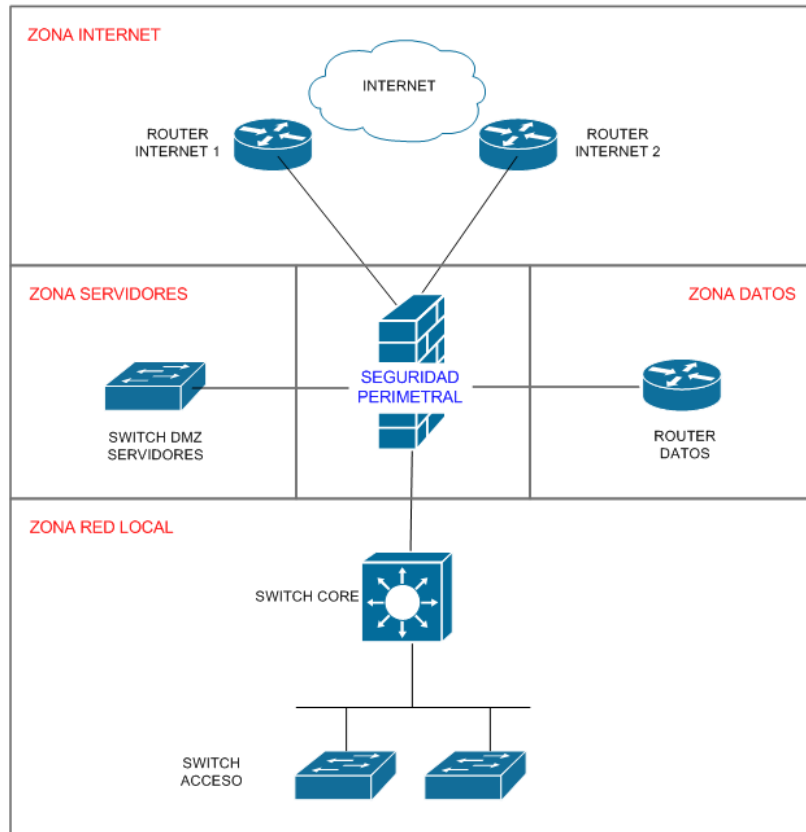 ZONA INTERNET
INTERNET
ROUTER
INTERNET 1
ROUTER
INTERNET 2
ZONA SERVIDORES
ZONA DATOS
SEGURIDAD
PERIMETRAL
SWITCH DMZ
SERVIDORES
ROUTER
DATOS
ZONA RED LOCAL
SWITCH CORE
SWITCH
ACCESO